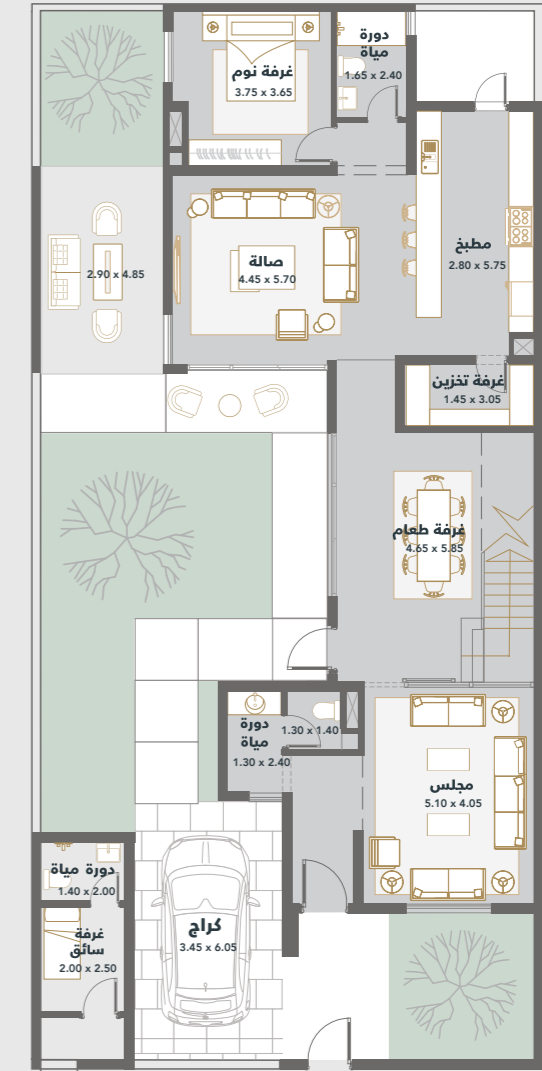 دورة
مياة
1.65 x 2.40
غرفة نوم
3.75 x 3.65
مطبخ
2.80 x 5.75
صالة
4.45 x 5.70
2.90 x 4.85
غرفة تخزين
1.45 x 3.05
غرفة طعام
4.65 x 5.85
دورة
مياة
1.30 x 2.40
1.30 x 1.40
مجلس
5.10 x 4.05
دورة مياة
1.40 x 2.00
غرفة
سائق
2.00 x 2.50
كراج
3.45 x 6.05